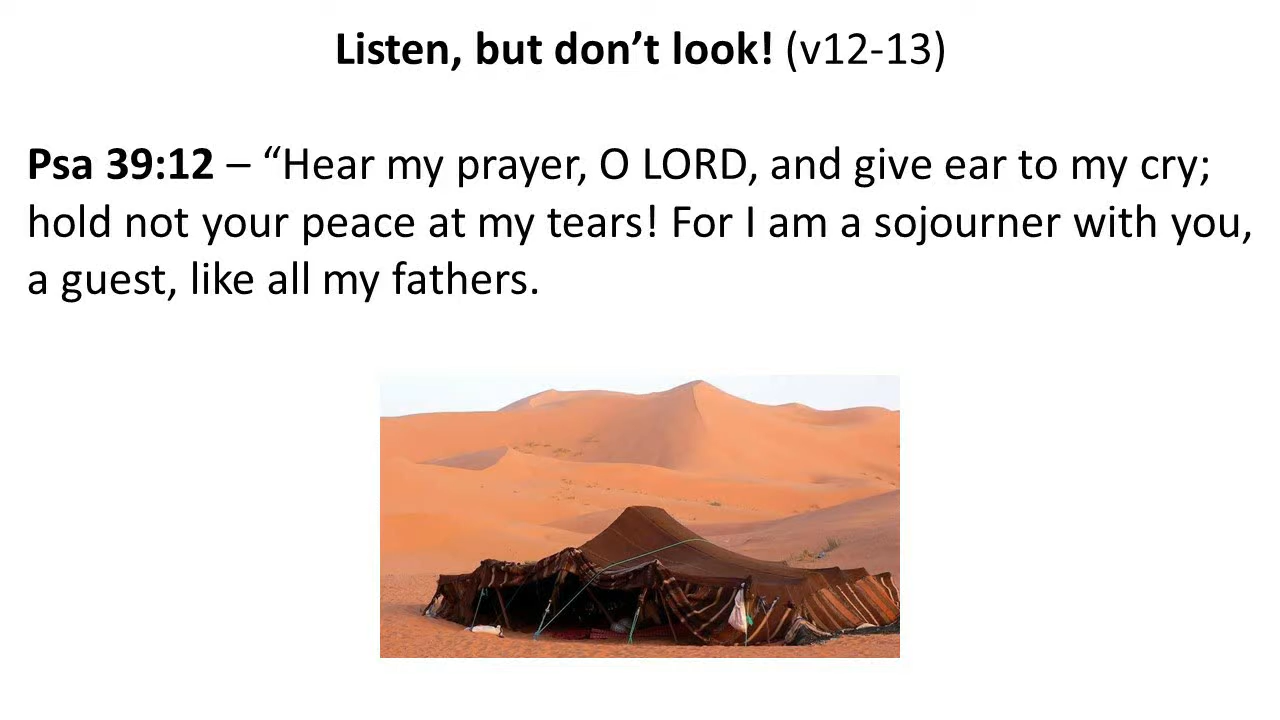 Listen, but don’t look! (v12-13)
Psa 39:12 – “Hear my prayer, O LORD, and give ear to my cry;
hold not your peace at my tears! For I am a sojourner with you,
a guest, like all my fathers.